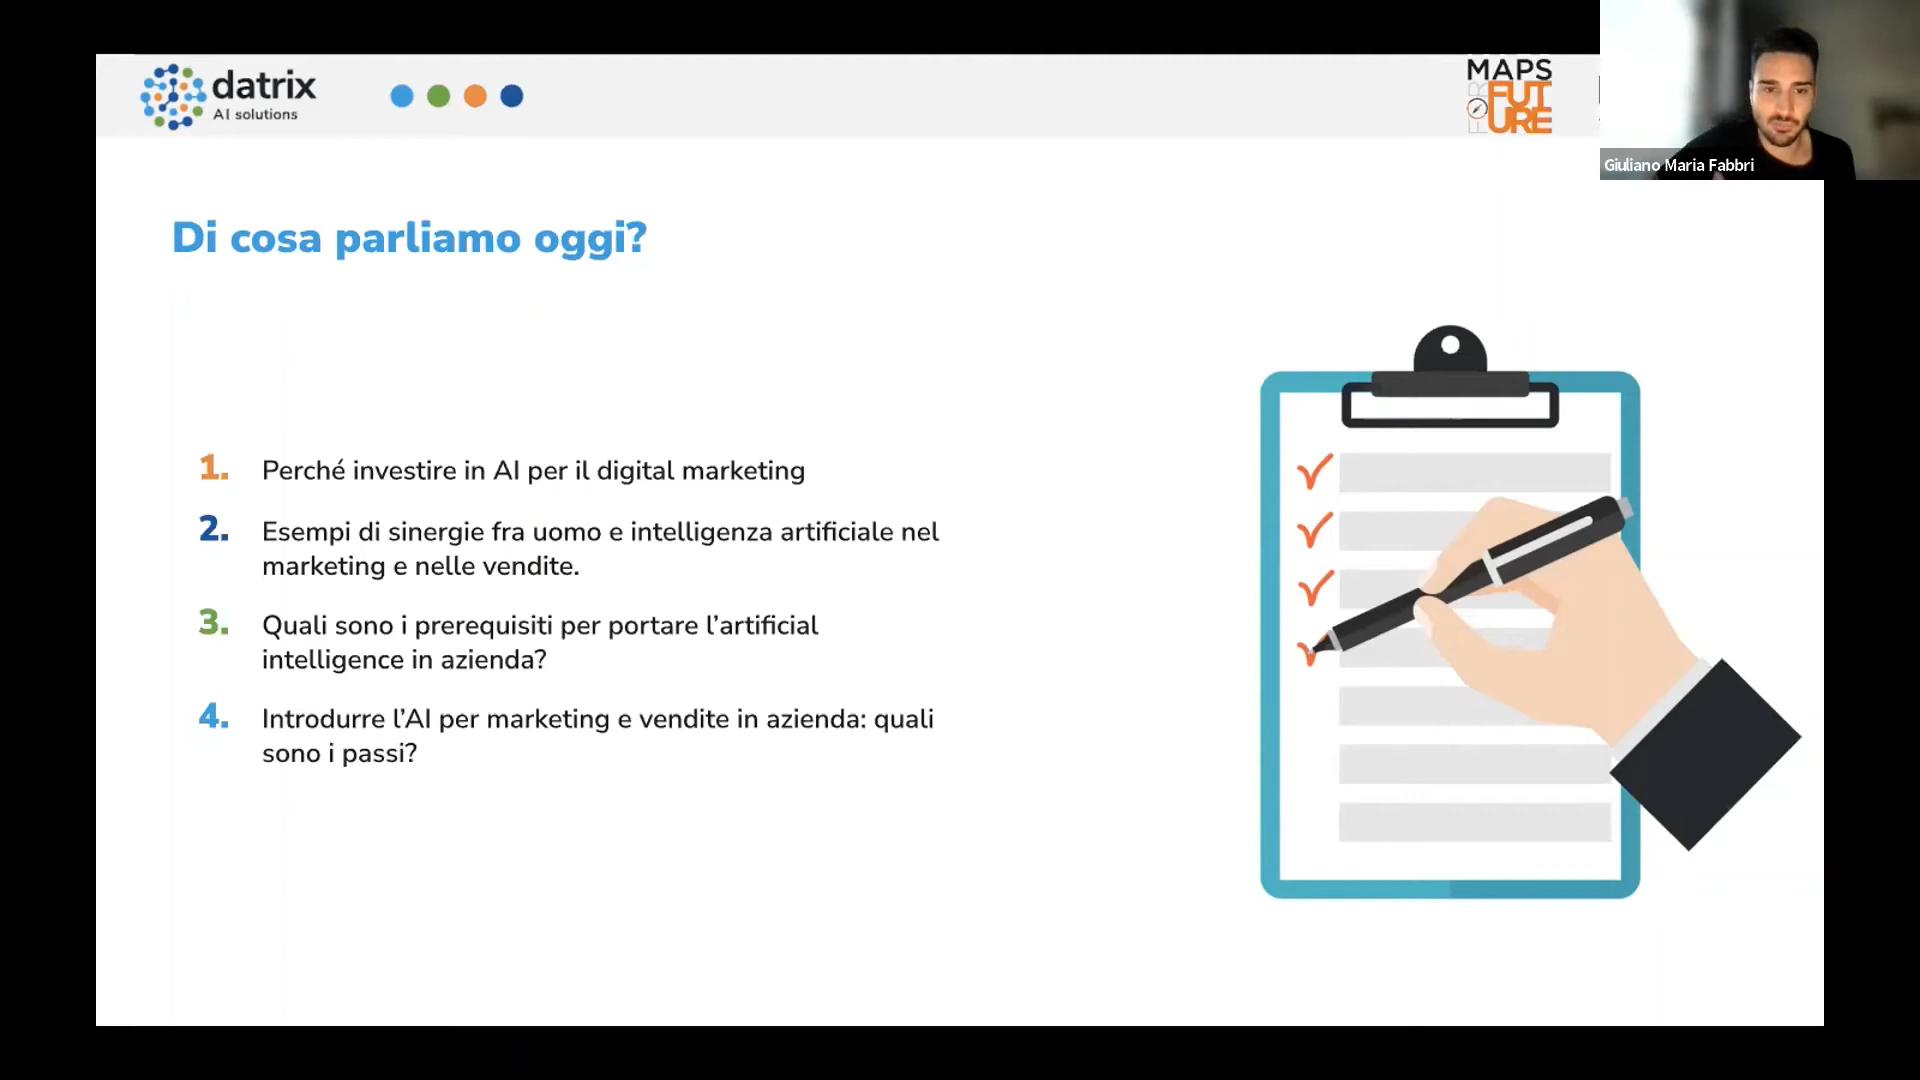 datrix
AI solutions
MAPS
FOR
FUTURE
Giuliano Maria Fabbri
Di cosa parliamo oggi?
1. Perché investire in AI per il digital marketing
2. Esempi di sinergie fra uomo e intelligenza artificiale nel
marketing e nelle vendite.
3. Quali sono i prerequisiti per portare l’artificial
intelligence in azienda?
4. Introdurre l’AI per marketing e vendite in azienda: quali
sono i passi?